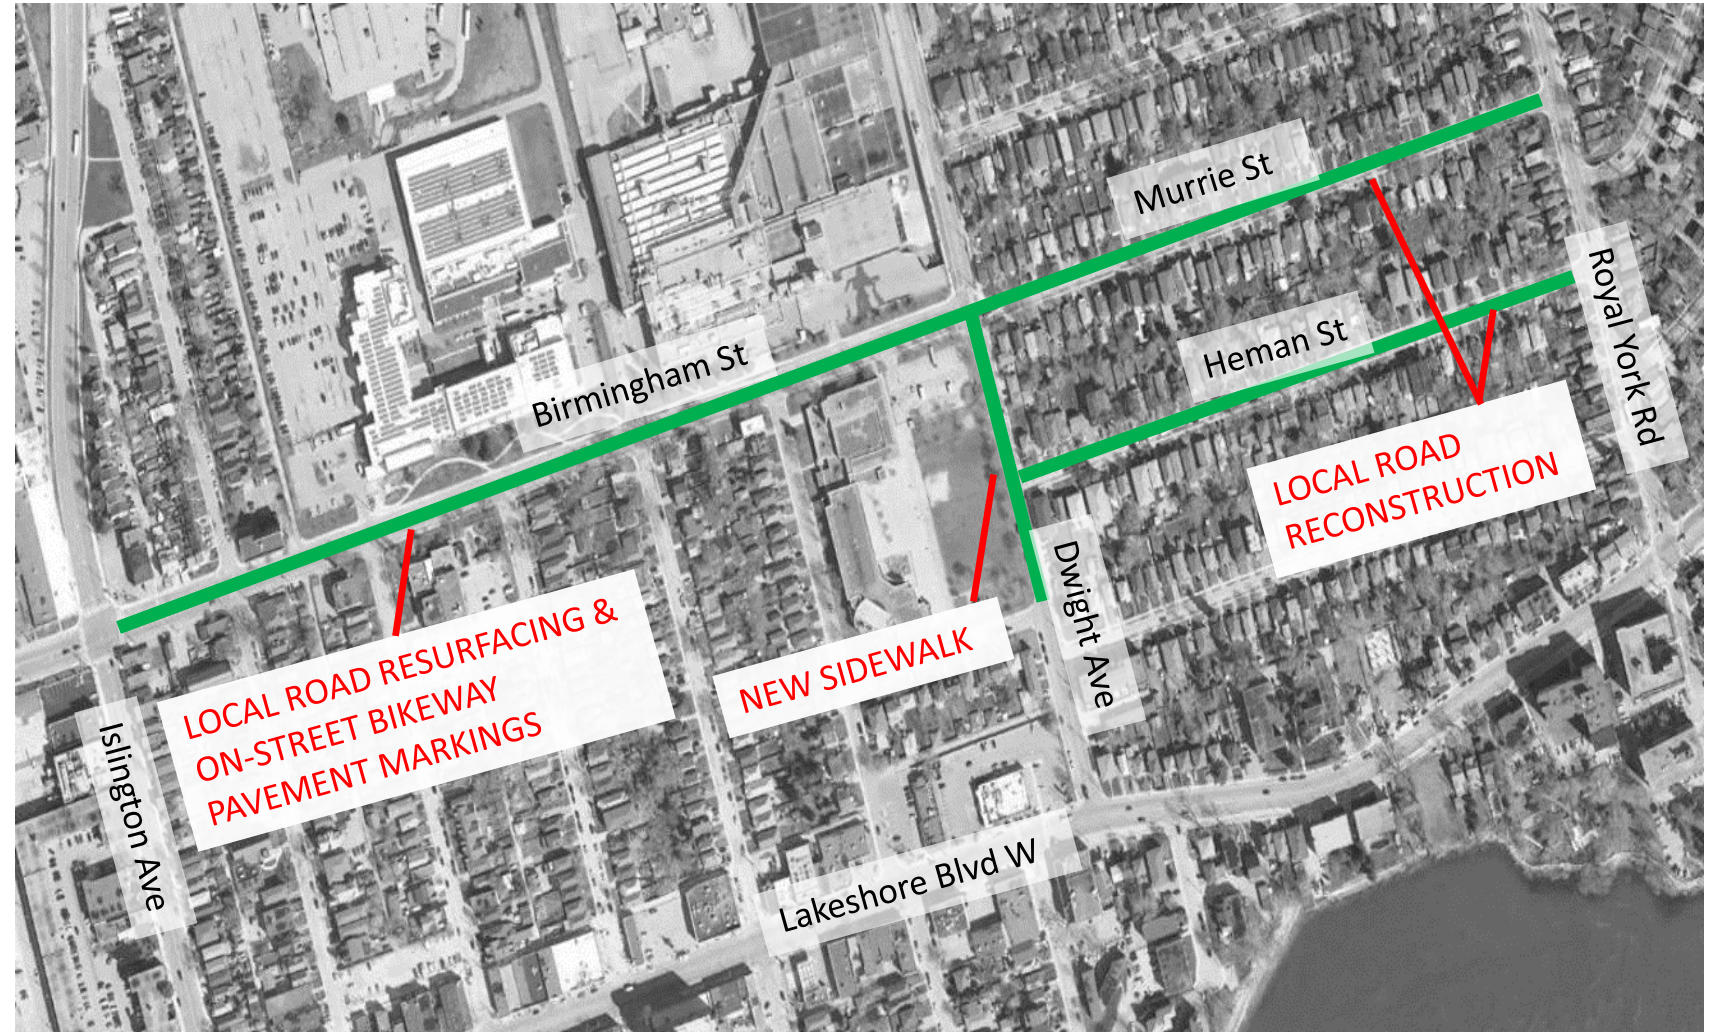 Murrie St
Royal York Rd
Heman St
Birmingham St
LOCAL ROAD
RECONSTRUCTION
Dwight Ave
LOCAL ROAD RESURFACING &
ON-STREET BIKEWAY
PAVEMENT MARKINGS
NEW SIDEWALK
Islington Ave
Lakeshore Blvd W